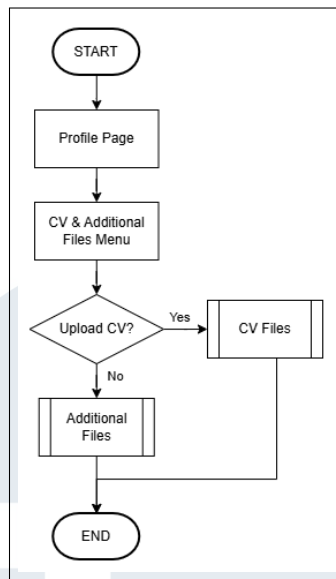 START
Profile Page
CV & Additional
Files Menu
Upload CV?
Yes
CV Files
No
Additional
Files
END